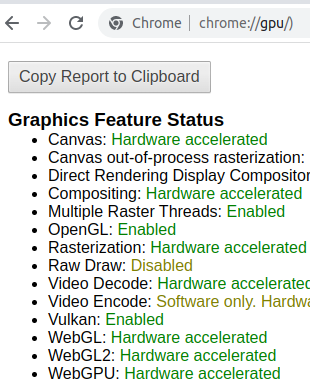 Chrome chrome://gpu/)
Copy Report to Clipboard
Graphics Feature Status
Canvas: Hardware accelerated
Canvas out-of-process rasterization:
Direct Rendering Display Compositor
Compositing: Hardware accelerated
Multiple Raster Threads: Enabled
OpenGL: Enabled
Rasterization: Hardware accelerated
Raw Draw: Disabled
Video Decode: Hardware accelerated
Video Encode: Software only. Hardwa
Vulkan: Enabled
WebGL: Hardware accelerated
WebGL2: Hardware accelerated
WebGPU: Hardware accelerated